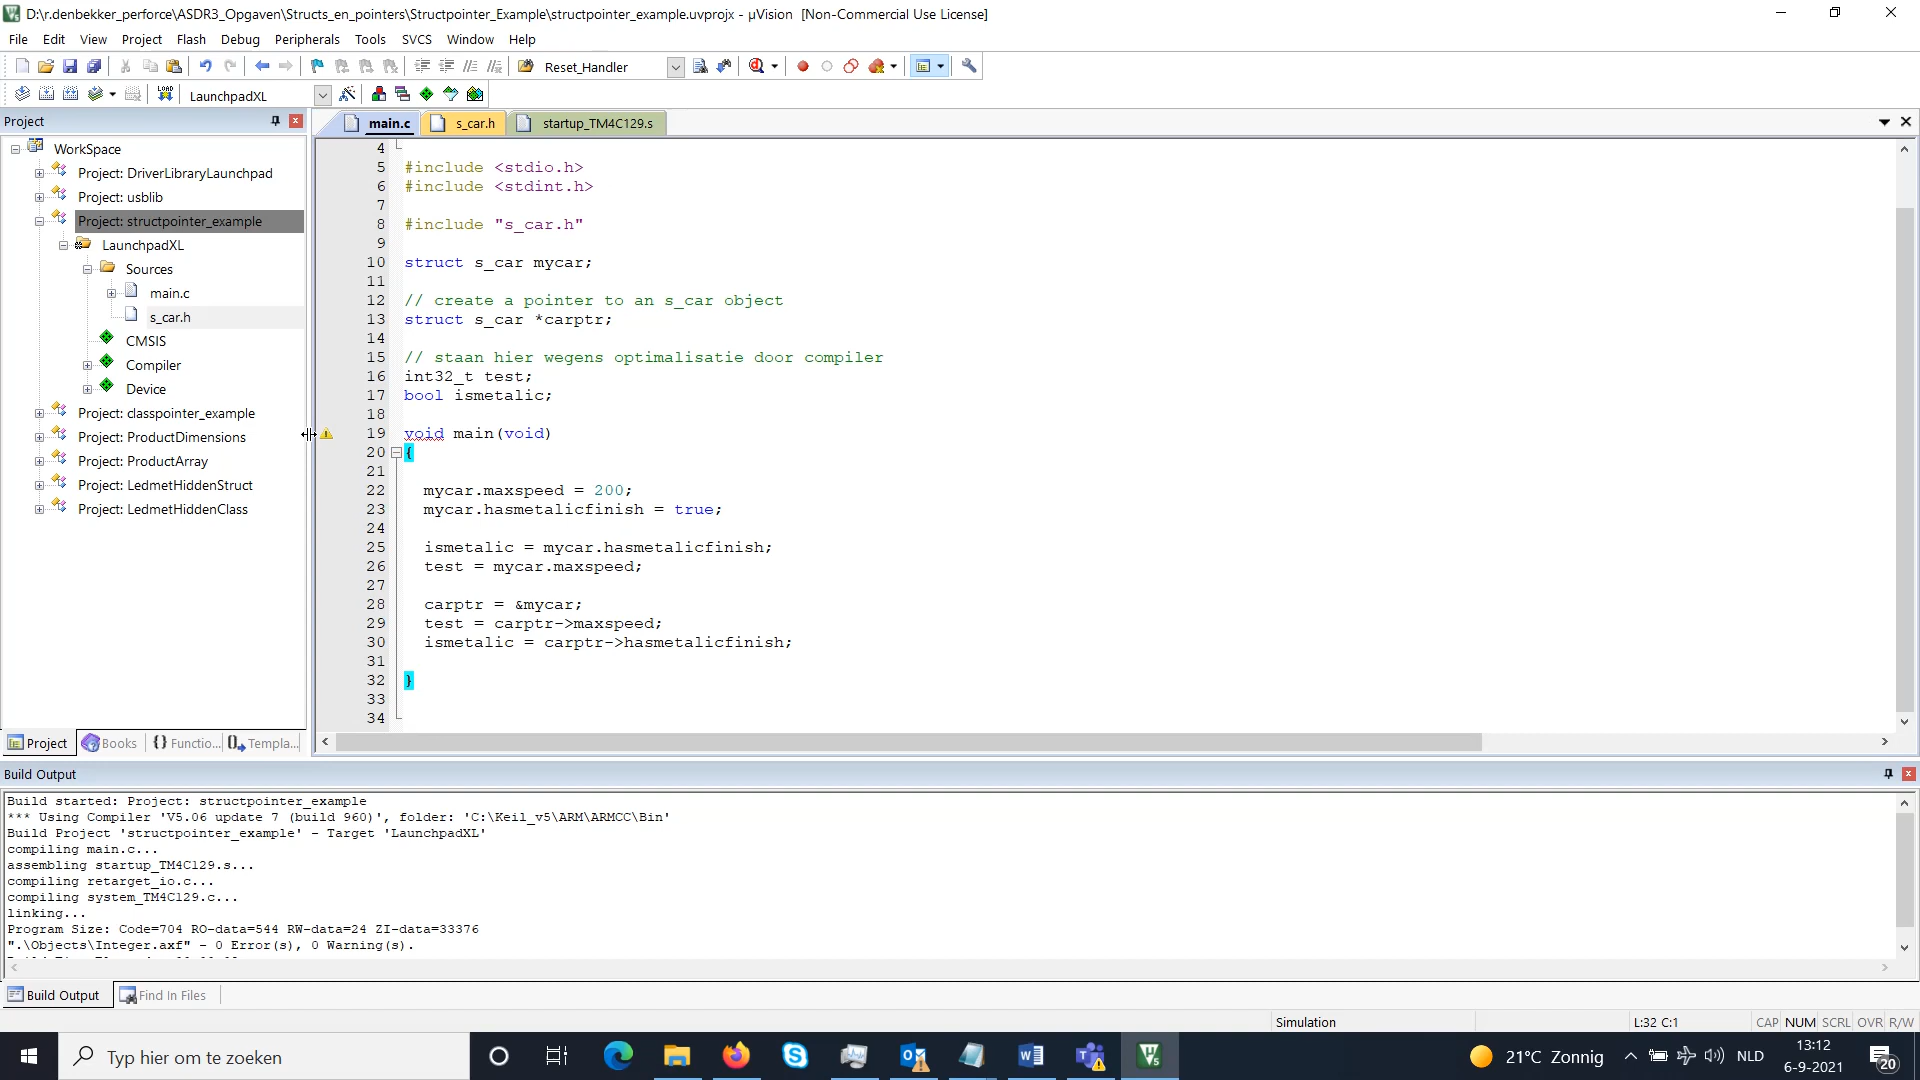 D:\r.denbekker_perforce\ASDR3_Opgaven\Structs_en_pointers\Structpointer_Example\structpointer_example.uvprojx - µVision [Non-Commercial Use License]
File Edit View Project Flash Debug Peripherals Tools SVCS Window Help
Reset_Handler
LOAD LaunchpadXL
Project
main.c s_car.h startup_TM4C129.s
WorkSpace
Project: DriverLibraryLaunchpad
Project: usblib
Project: structpointer_example
LaunchpadXL
Sources
main.c
s_car.h
CMSIS
Compiler
Device
Project: classpointer_example
Project: ProductDimensions
Project: ProductArray
Project: LedmetHiddenStruct
Project: LedmetHiddenClass
4
5 #include <stdio.h>
6 #include <stdint.h>
7
8 #include "s_car.h"
9
10 struct s_car mycar;
11
12 // create a pointer to an s_car object
13 struct s_car *carptr;
14
15 // staan hier wegens optimalisatie door compiler
16 int32_t test;
17 bool ismetalic;
18
19 void main(void)
20 {
21
22 mycar.maxspeed = 200;
23 mycar.hasmetalicfinish = true;
24
25 ismetalic = mycar.hasmetalicfinish;
26 test = mycar.maxspeed;
27
28 carptr = &mycar;
29 test = carptr->maxspeed;
30 ismetalic = carptr->hasmetalicfinish;
31
32 }
33
34
Project Books {} Functio... Templa...
Build Output
Build started: Project: structpointer_example
*** Using Compiler 'V5.06 update 7 (build 960)', folder: 'C:\Keil_v5\ARM\ARMCC\Bin'
Build Project 'structpointer_example' - Target 'LaunchpadXL'
compiling main.c...
assembling startup_TM4C129.s...
compiling retarget_io.c...
compiling system_TM4C129.c...
linking...
Program Size: Code=704 RO-data=544 RW-data=24 ZI-data=33376
".\Objects\Integer.axf" - 0 Error(s), 0 Warning(s).
Build Output Find In Files
Simulation L:32 C:1 CAP NUM SCRL OVR R/W
Typ hier om te zoeken
21°C Zonnig NLD
13:12
6-9-2021
20